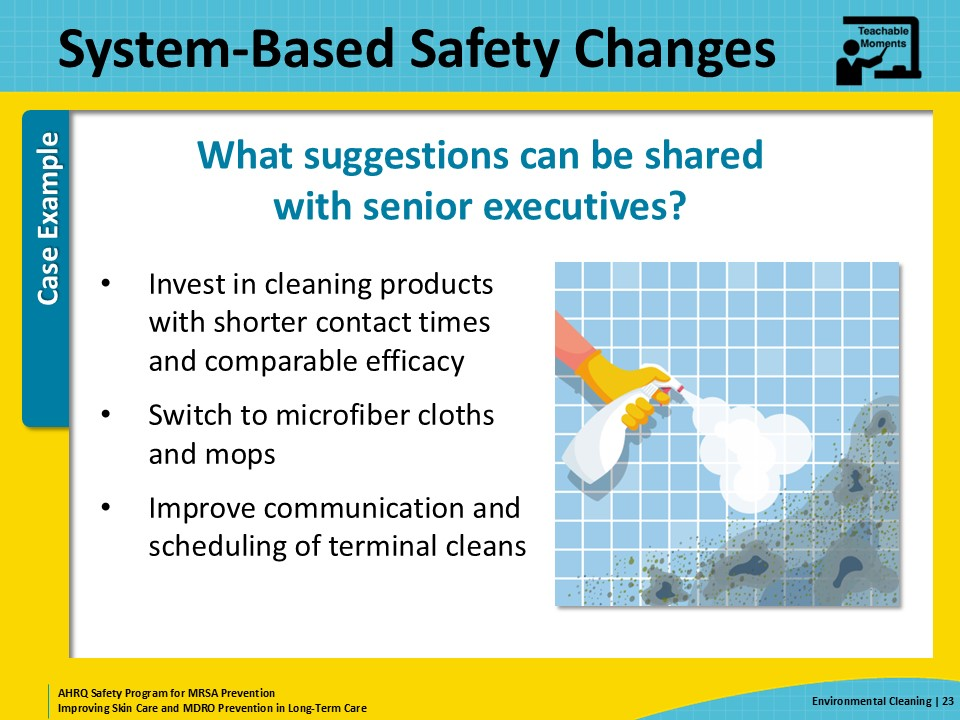 System-Based Safety Changes
Teachable
Moments
Case Example
What suggestions can be shared
with senior executives?
• Invest in cleaning products
with shorter contact times
and comparable efficacy
• Switch to microfiber cloths
and mops
• Improve communication and
scheduling of terminal cleans
AHRQ Safety Program for MRSA Prevention
Improving Skin Care and MDRO Prevention in Long-Term Care
Environmental Cleaning | 23